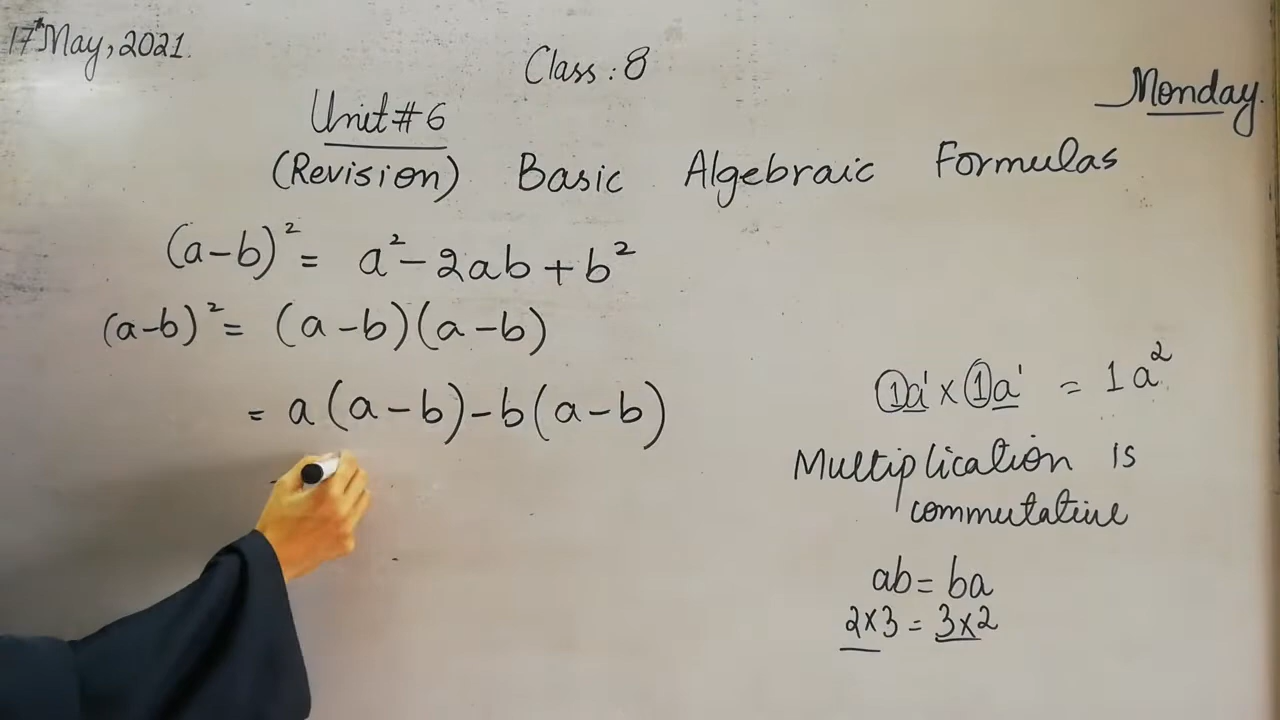 17th May, 2021.
Class : 8
Monday.
Unit # 6
(Revision) Basic Algebraic Formulas
(a-b)² = a² - 2ab + b²
(a-b)² = (a-b)(a-b)
= a(a-b)-b(a-b)
1a¹ × 1a¹ = 1a²
Multiplication is
commutative
ab = ba
2×3 = 3×2